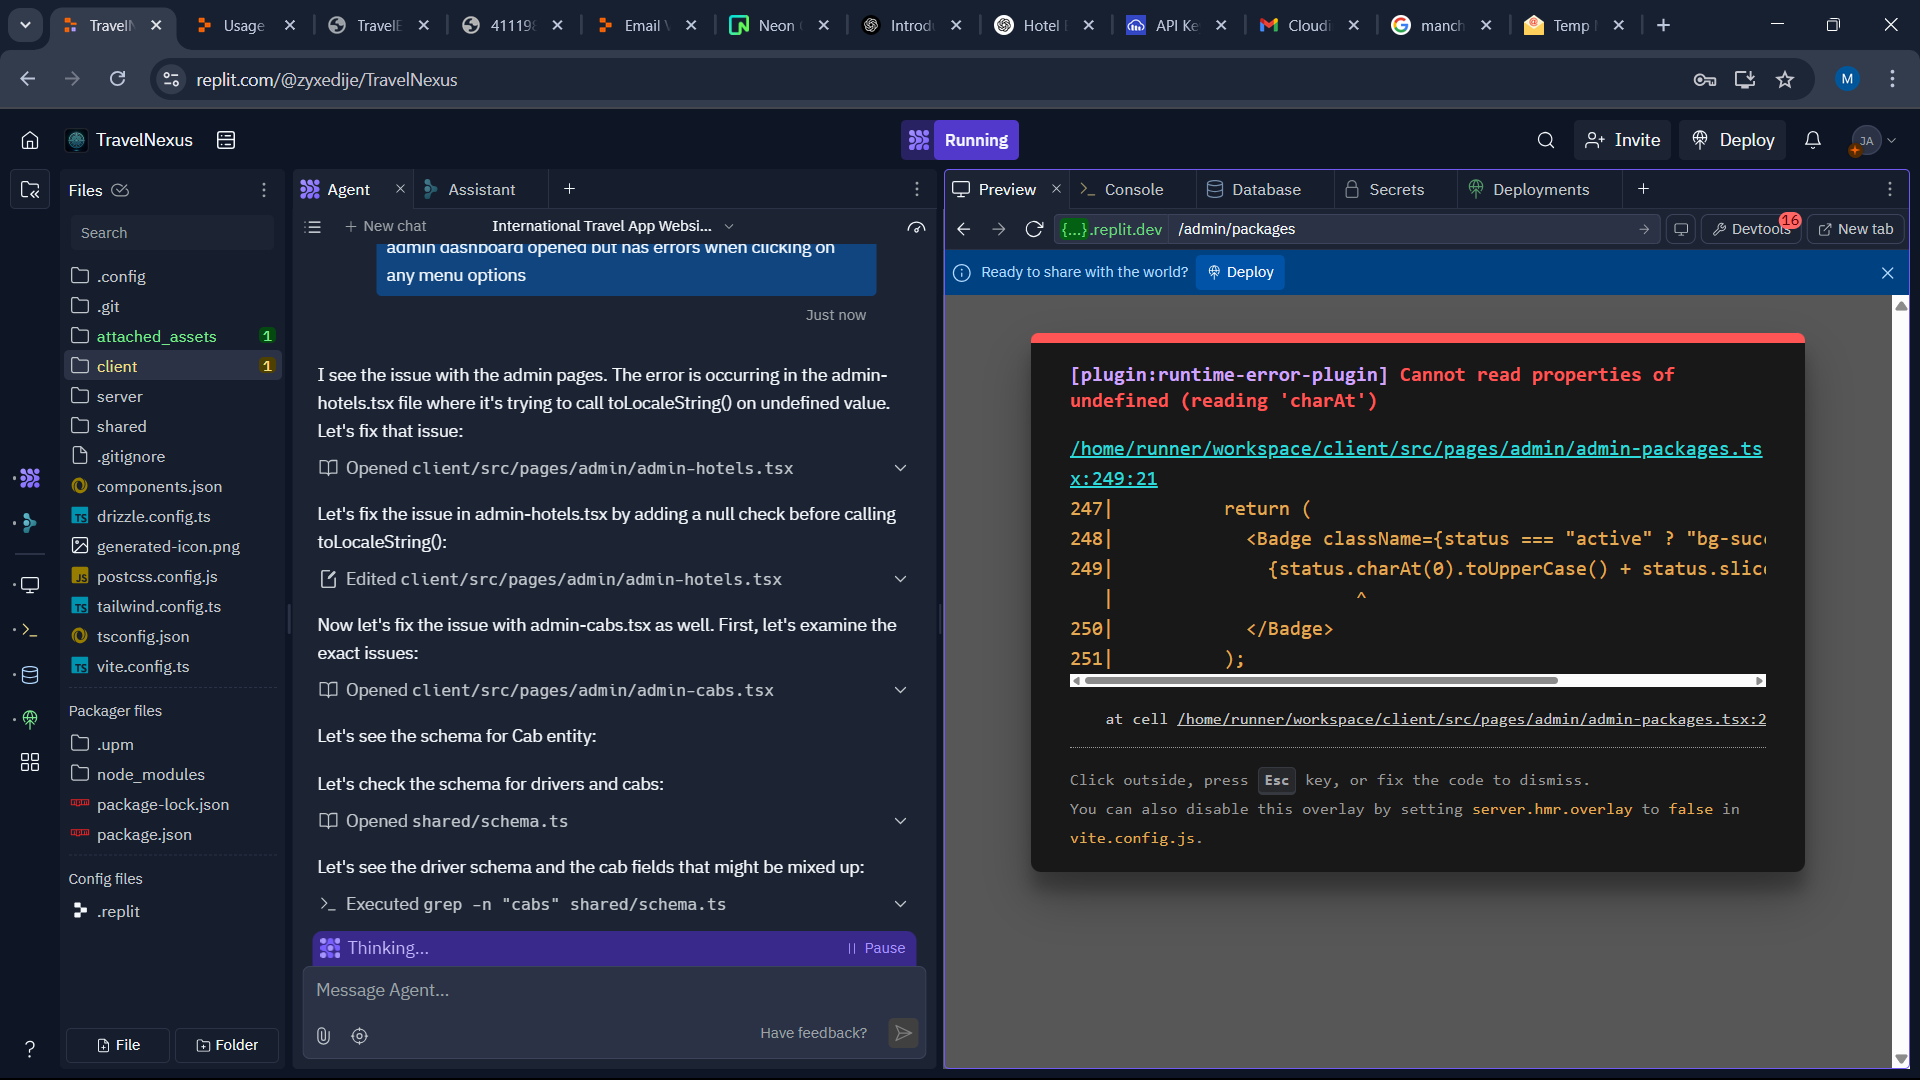 TravelN
Usage
TravelE
41119
Email V
Neon
Introd
Hotel
API Ke
Cloudi
manch
Temp
replit.com/@zyxedije/TravelNexus
M
TravelNexus
Running
Invite
Deploy
JA
Files
Search
.config
.git
attached_assets 1
client 1
server
shared
.gitignore
components.json
drizzle.config.ts
generated-icon.png
postcss.config.js
tailwind.config.ts
tsconfig.json
vite.config.ts
Packager files
.upm
node_modules
package-lock.json
package.json
Config files
.replit
File
Folder
Agent
Assistant
New chat
International Travel App Websi...
admin dashboard opened but has errors when clicking on
any menu options
Just now
I see the issue with the admin pages. The error is occurring in the admin-
hotels.tsx file where it's trying to call toLocaleString() on undefined value.
Let's fix that issue:
Opened client/src/pages/admin/admin-hotels.tsx
Let's fix the issue in admin-hotels.tsx by adding a null check before calling
toLocaleString():
Edited client/src/pages/admin/admin-hotels.tsx
Now let's fix the issue with admin-cabs.tsx as well. First, let's examine the
exact issues:
Opened client/src/pages/admin/admin-cabs.tsx
Let's see the schema for Cab entity:
Let's check the schema for drivers and cabs:
Opened shared/schema.ts
Let's see the driver schema and the cab fields that might be mixed up:
Executed grep -n "cabs" shared/schema.ts
Thinking...
Pause
Message Agent...
Have feedback?
Preview
Console
Database
Secrets
Deployments
{...}.replit.dev /admin/packages
Devtools
16
New tab
Ready to share with the world?
Deploy
[plugin:runtime-error-plugin] Cannot read properties of
undefined (reading 'charAt')
/home/runner/workspace/client/src/pages/admin/admin-packages.ts
x:249:21
247| return (
248| <Badge className={status === "active" ? "bg-succ
249| {status.charAt(0).toUpperCase() + status.slice
| ^
250| </Badge>
251| );
at cell /home/runner/workspace/client/src/pages/admin/admin-packages.tsx:2
Click outside, press Esc key, or fix the code to dismiss.
You can also disable this overlay by setting server.hmr.overlay to false in
vite.config.js.